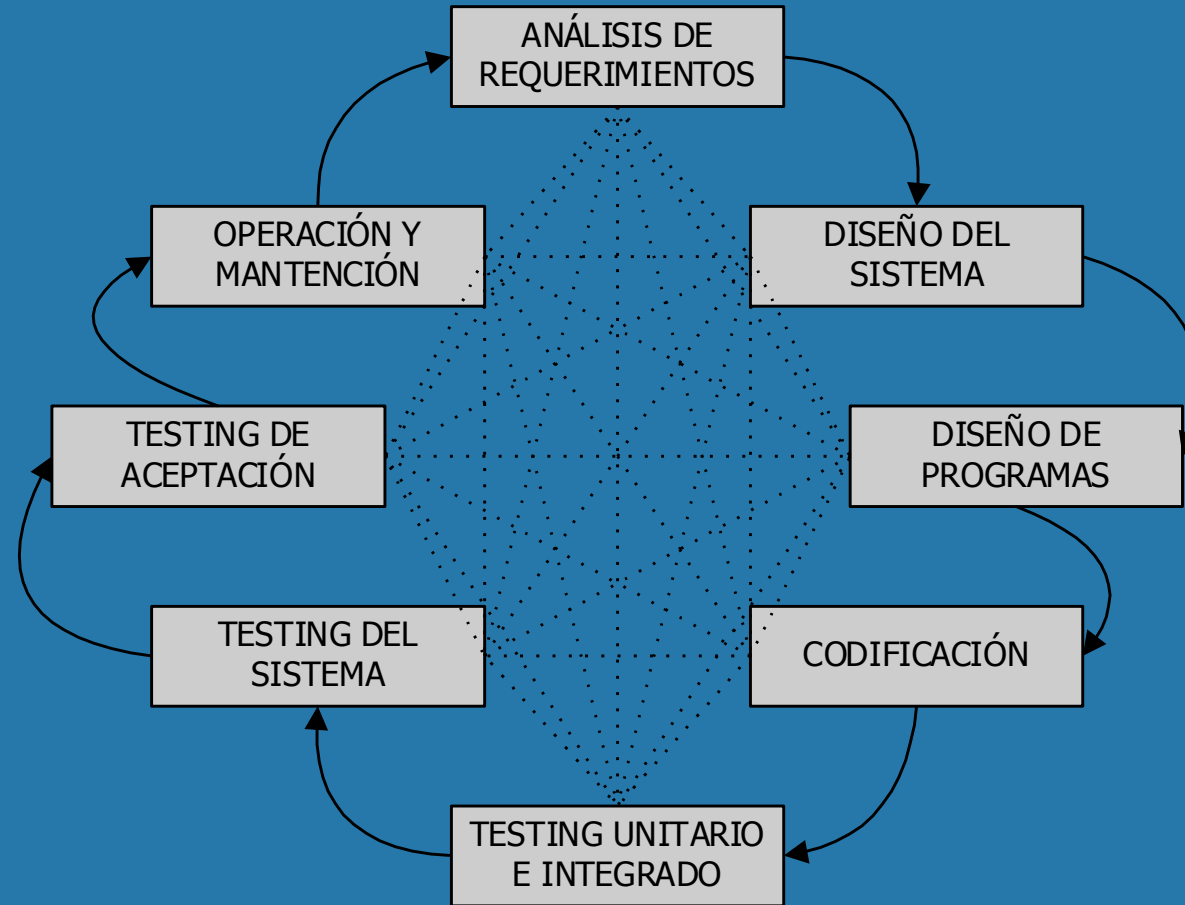 ANÁLISIS DE
REQUERIMIENTOS
OPERACIÓN Y
MANTENCIÓN
DISEÑO DEL
SISTEMA
TESTING DE
ACEPTACIÓN
DISEÑO DE
PROGRAMAS
TESTING DEL
SISTEMA
CODIFICACIÓN
TESTING UNITARIO
E INTEGRADO